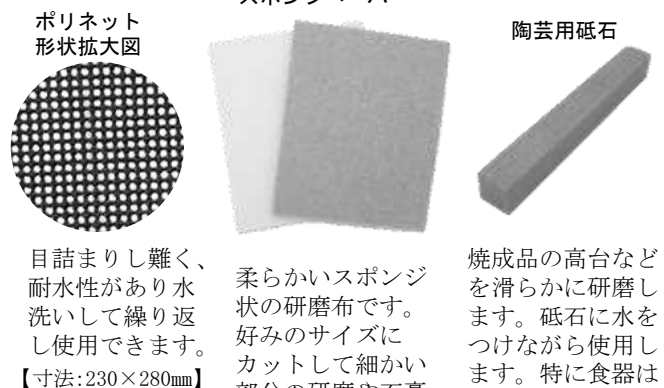 ポリネット
形状拡大図
目詰まりし難く、
耐水性があり水
洗いして繰り返
し使用できます。
【寸法:230×280㎜】
柔らかいスポンジ
状の研磨布です。
好みのサイズに
カットして細かい
陶芸用砥石
焼成品の高台など
を滑らかに研磨し
ます。砥石に水を
つけながら使用し
ます。特に食器は